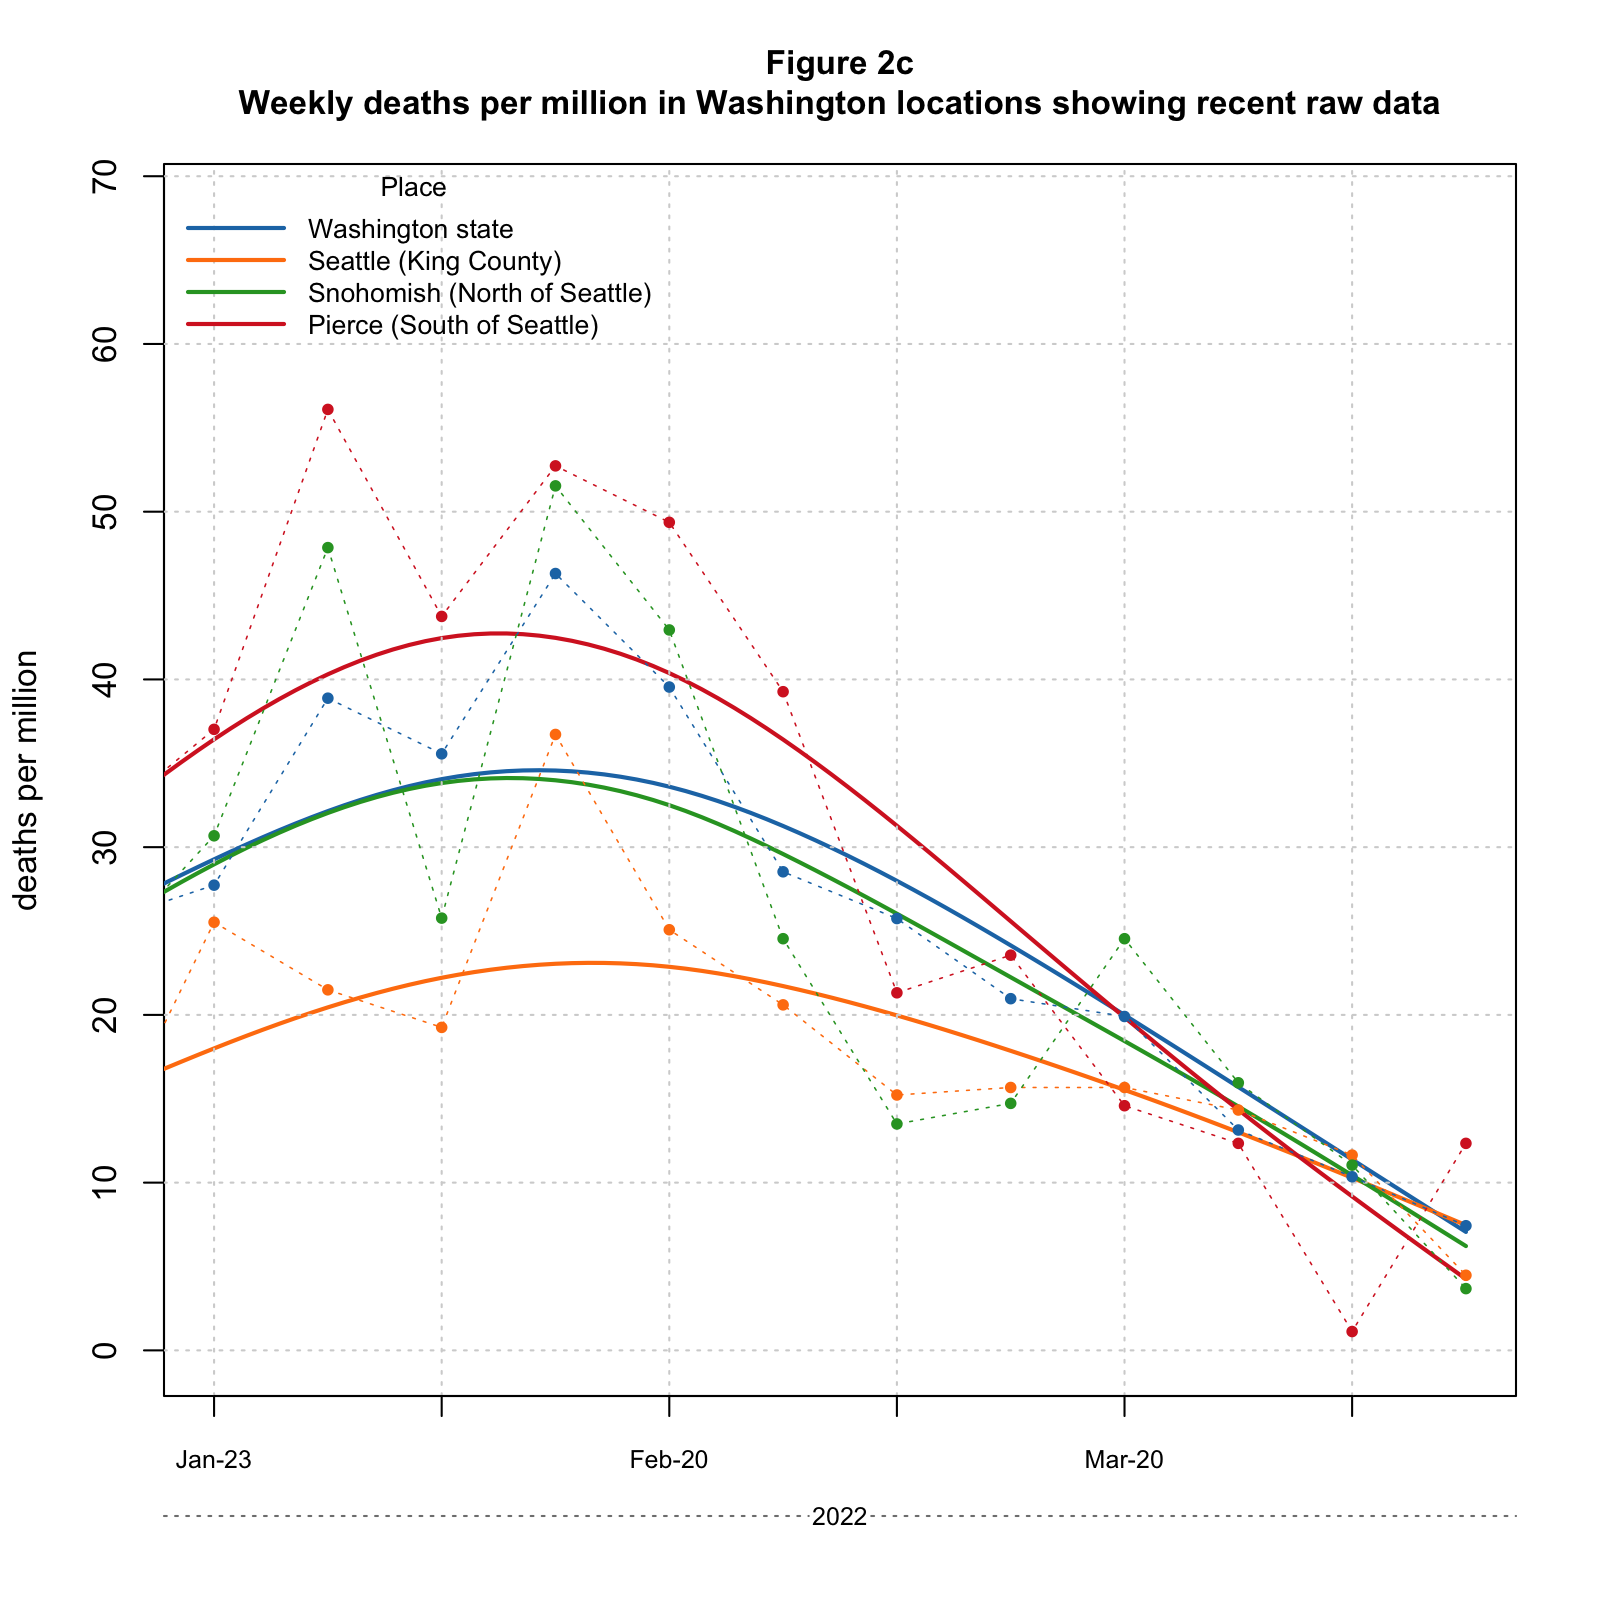 Figure 2c
Weekly deaths per million in Washington locations showing recent raw data
Place
Washington state
Seattle (King County)
Snohomish (North of Seattle)
Pierce (South of Seattle)
70
60
50
40
30
20
10
0
deaths per million
Jan-23
Feb-20
Mar-20
2022